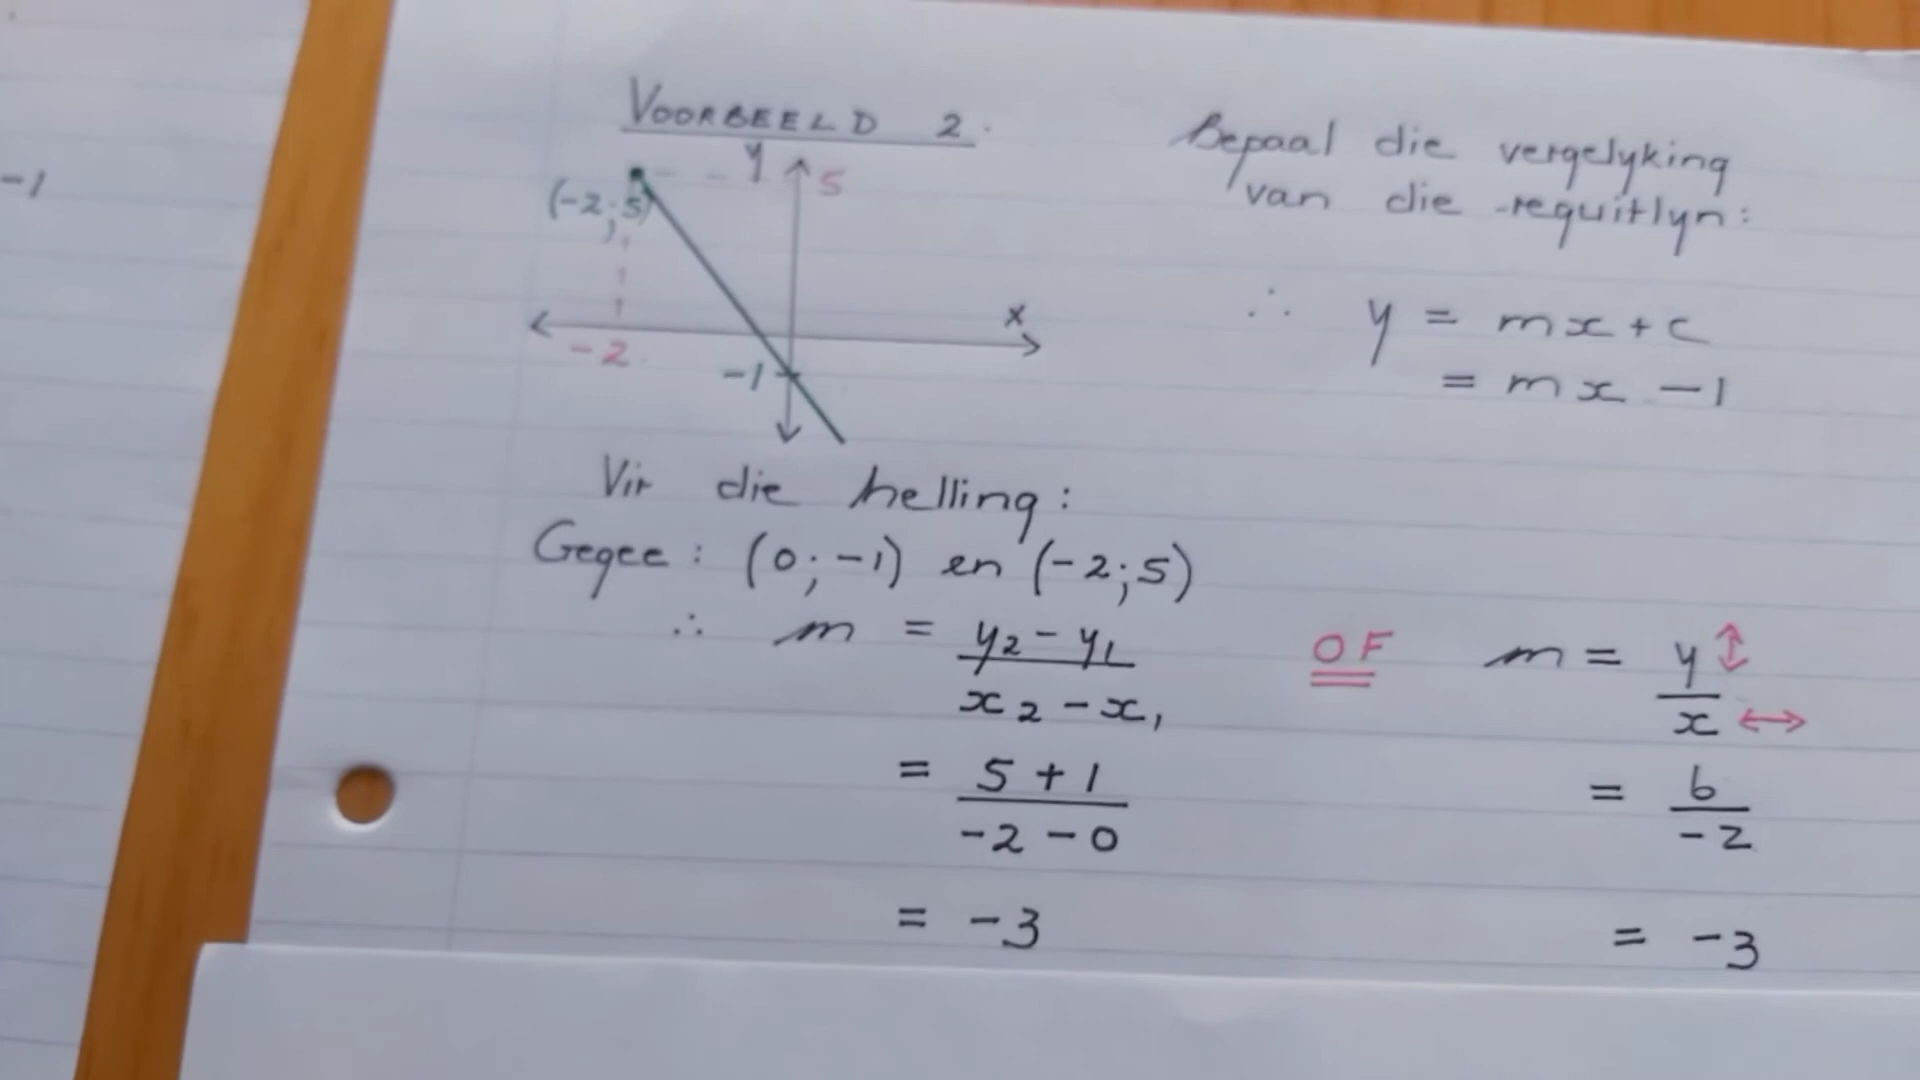 -1
VOORBEELD 2.
y 5
(-2;5)
x
-2
-1
Bepaal die vergelyking
van die reguitlyn:
∴ y = mx + c
= mx - 1
Vir die helling:
Gegee: (0;-1) en (-2;5)
∴ m = y₂ - y₁
x₂ - x₁
= 5 + 1
-2 - 0
= -3
OF
m = y ↕
x ↔
= 6
-2
= -3